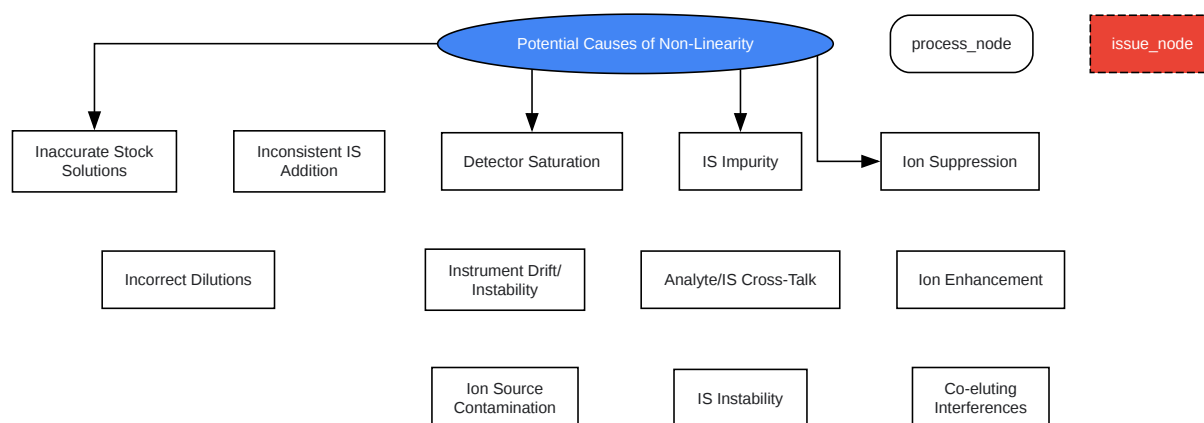 Potential Causes of Non-Linearity
process_node
issue_node
Inaccurate Stock
Solutions
Inconsistent IS
Addition
Detector Saturation
IS Impurity
Ion Suppression
Incorrect Dilutions
Instrument Drift/
Instability
Analyte/IS Cross-Talk
Ion Enhancement
Ion Source
Contamination
IS Instability
Co-eluting
Interferences